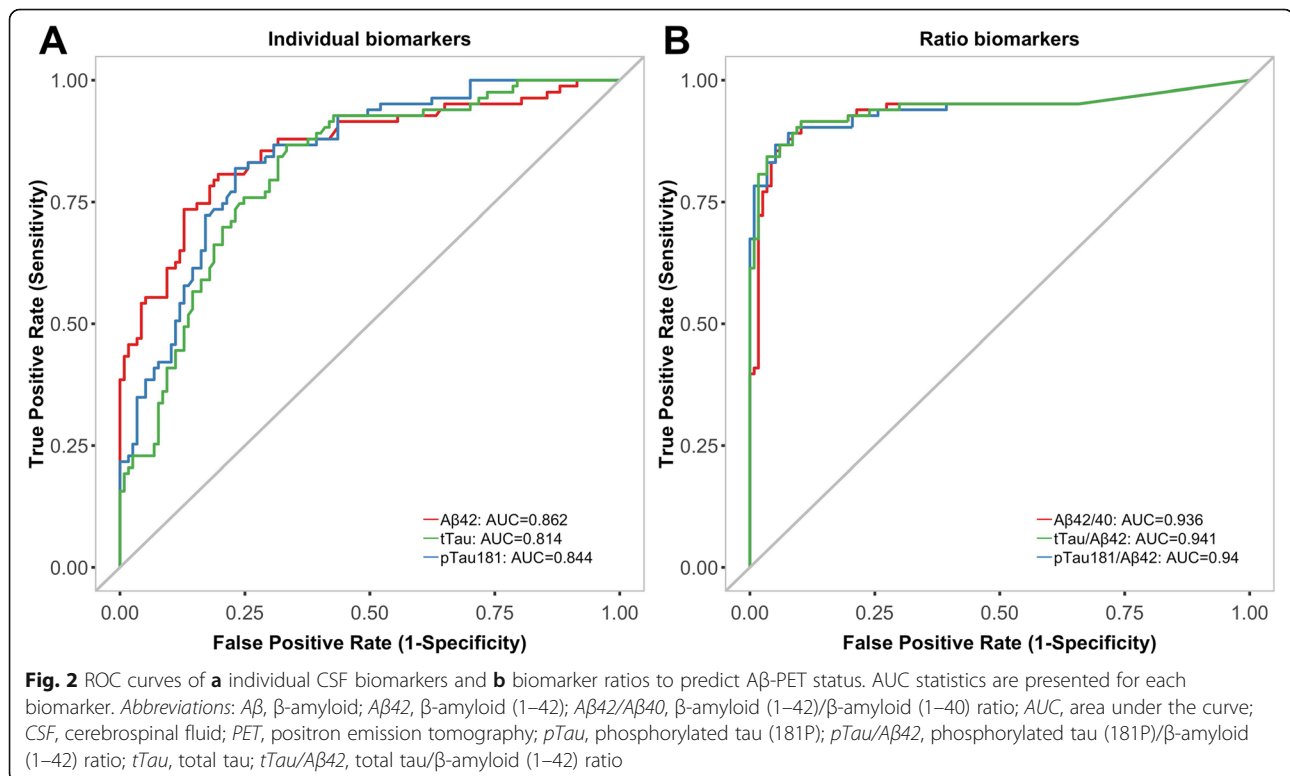 A
Individual biomarkers
True Positive Rate (Sensitivity)
1.00
0.75
0.50
0.25
0.00
Aβ42: AUC=0.862
tTau: AUC=0.814
pTau181: AUC=0.844
0.00 0.25 0.50 0.75 1.00
False Positive Rate (1-Specificity)
B
Ratio biomarkers
True Positive Rate (Sensitivity)
1.00
0.75
0.50
0.25
0.00
Aβ42/40: AUC=0.936
tTau/Aβ42: AUC=0.941
pTau181/Aβ42: AUC=0.94
0.00 0.25 0.50 0.75 1.00
False Positive Rate (1-Specificity)
Fig. 2 ROC curves of a individual CSF biomarkers and b biomarker ratios to predict Aβ-PET status. AUC statistics are presented for each
biomarker. Abbreviations: Aβ, β-amyloid; Aβ42, β-amyloid (1–42); Aβ42/Aβ40, β-amyloid (1–42)/β-amyloid (1–40) ratio; AUC, area under the curve;
CSF, cerebrospinal fluid; PET, positron emission tomography; pTau, phosphorylated tau (181P); pTau/Aβ42, phosphorylated tau (181P)/β-amyloid
(1–42) ratio; tTau, total tau; tTau/Aβ42, total tau/β-amyloid (1–42) ratio